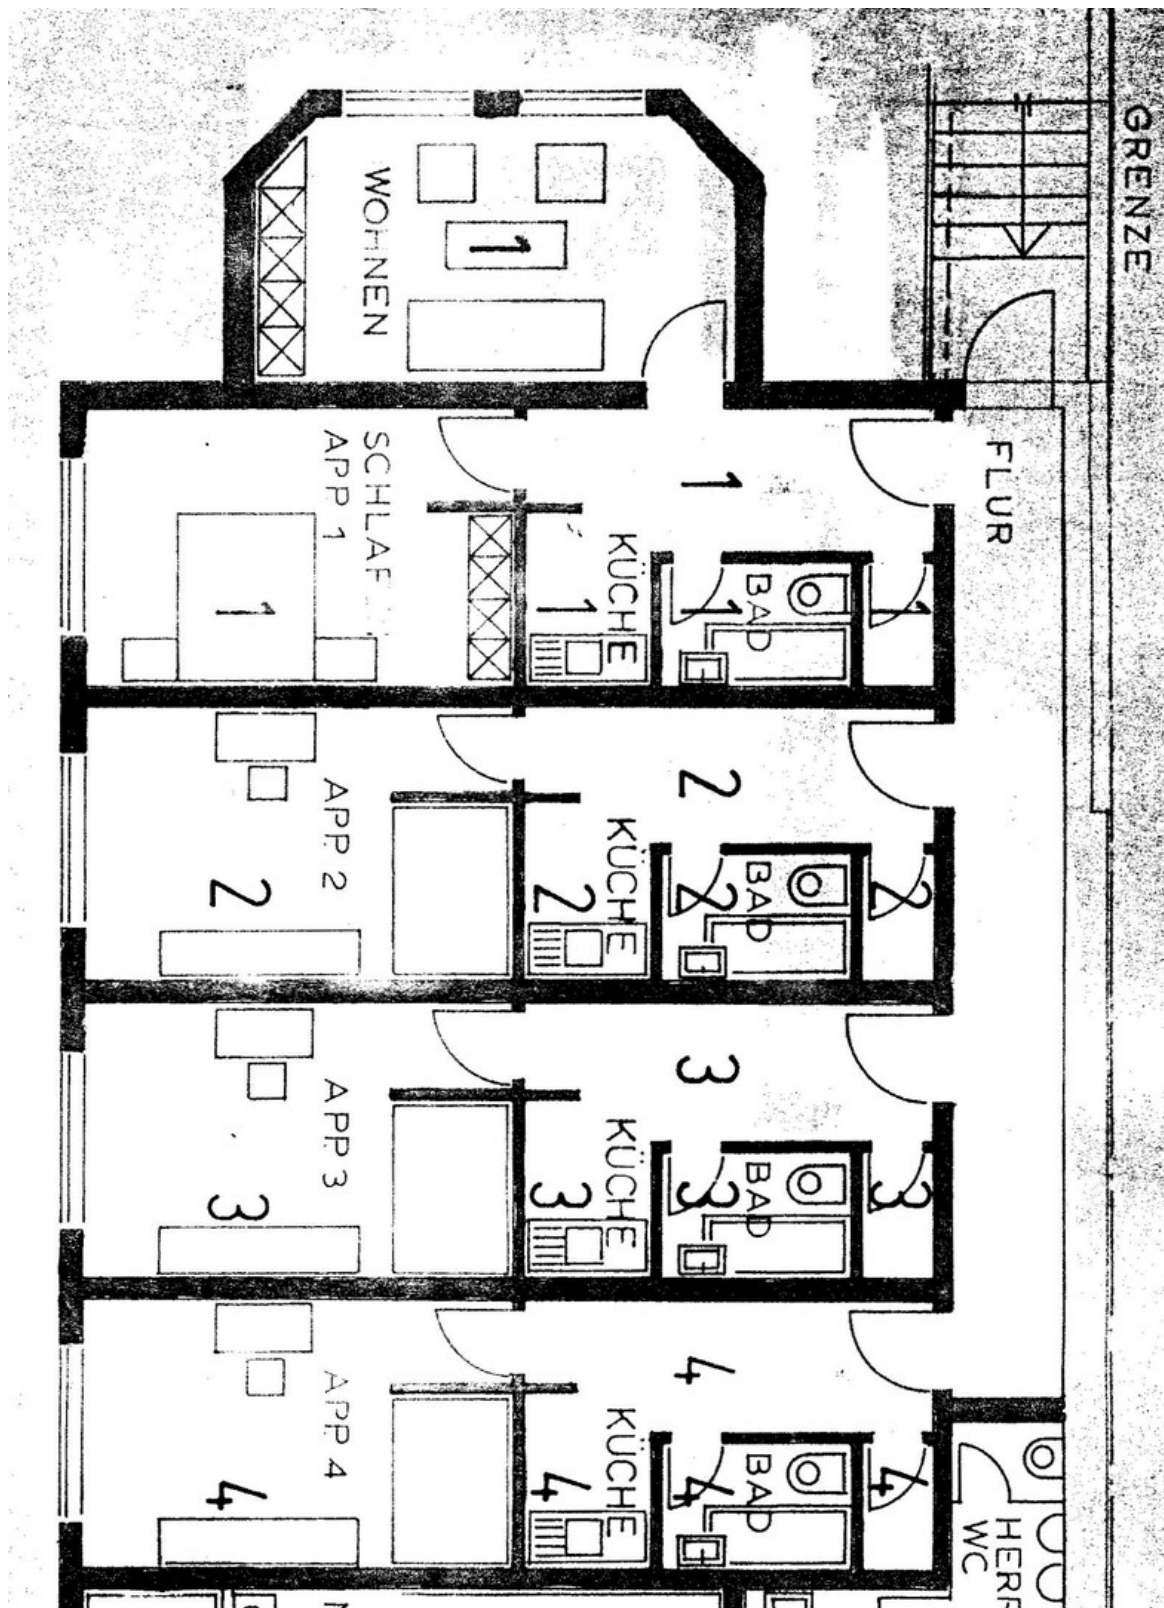 GRENZE
WOHNEN
1
FLUR
SCHLAF
APP 1
1
1
KÜCHE
1
BAD
1
1
APP. 2
2
2
KÜCHE
2
BAD
2
2
APP. 3
3
3
KÜCHE
3
BAD
3
3
APP. 4
4
4
KÜCHE
4
BAD
4
4
HERR
WC